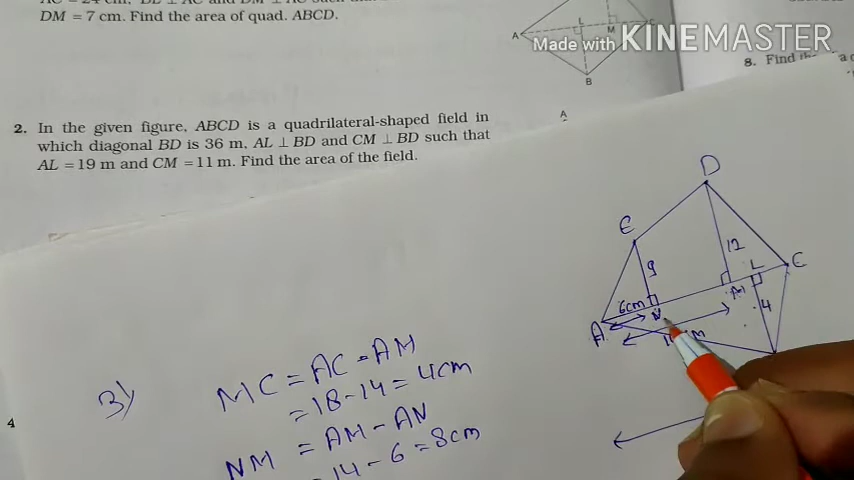 DM = 7 cm. Find the area of quad. ABCD.
A
L
M
B
Made with KINEMASTER
8. Find
2. In the given figure, ABCD is a quadrilateral-shaped field in
which diagonal BD is 36 m, AL ⊥ BD and CM ⊥ BD such that
AL = 19 m and CM = 11 m. Find the area of the field.
A
D
E
12
9
L
C
6cm
N
M
4
A
3)
MC = AC - AM
= 18 - 14 = 4cm
NM = AM - AN
= 14 - 6 = 8cm
4